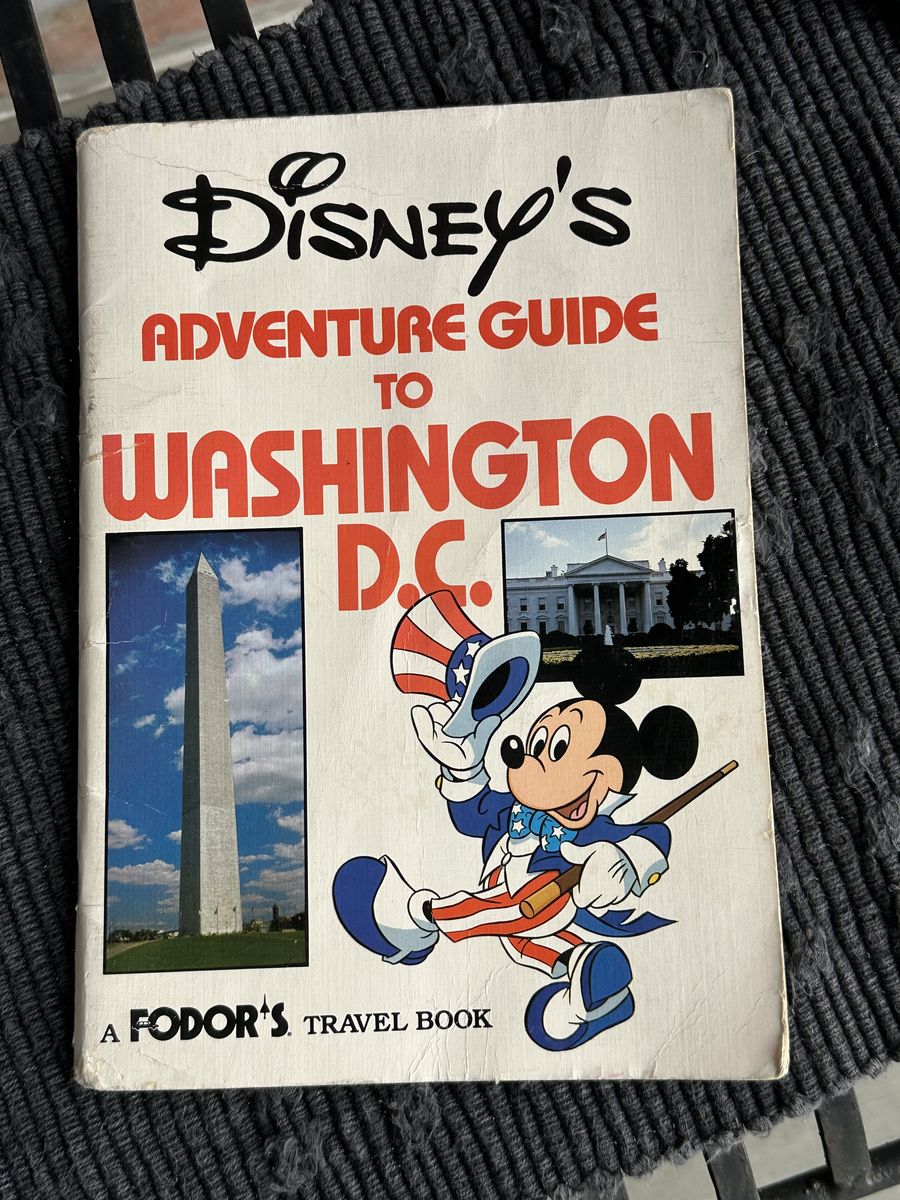 DISNEY'S
ADVENTURE GUIDE
TO
WASHINGTON
D.C.
A FODOR'S TRAVEL BOOK